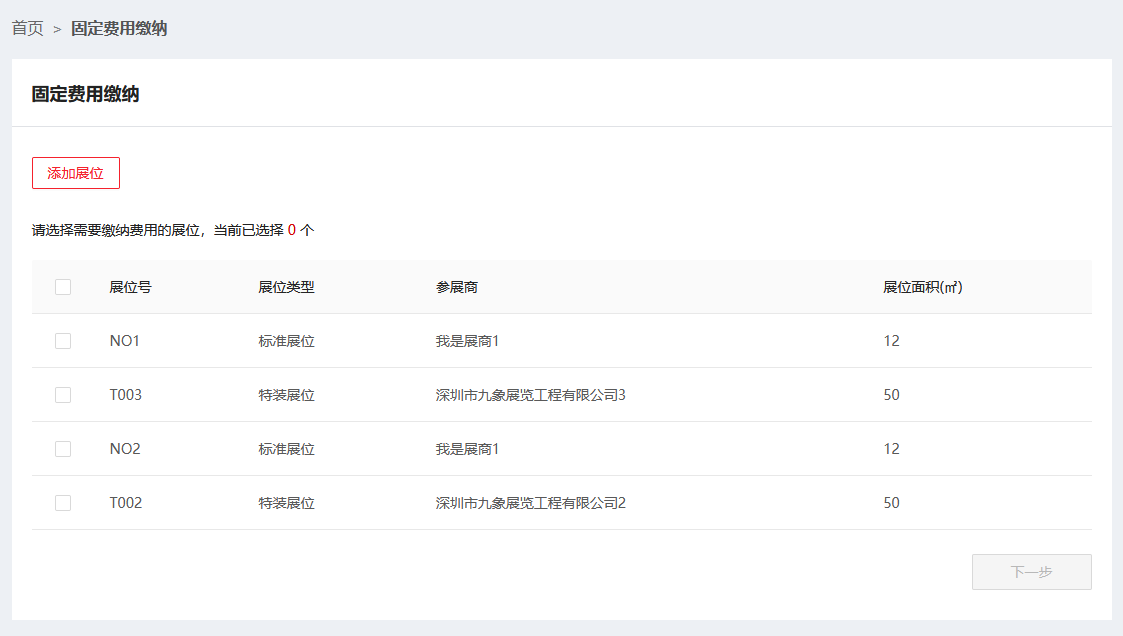 首页 > 固定费用缴纳
固定费用缴纳
添加展位
请选择需要缴纳费用的展位，当前已选择 0 个
展位号 展位类型 参展商 展位面积(㎡)
NO1 标准展位 我是展商1 12
T003 特装展位 深圳市九象展览工程有限公司3 50
NO2 标准展位 我是展商1 12
T002 特装展位 深圳市九象展览工程有限公司2 50
下一步